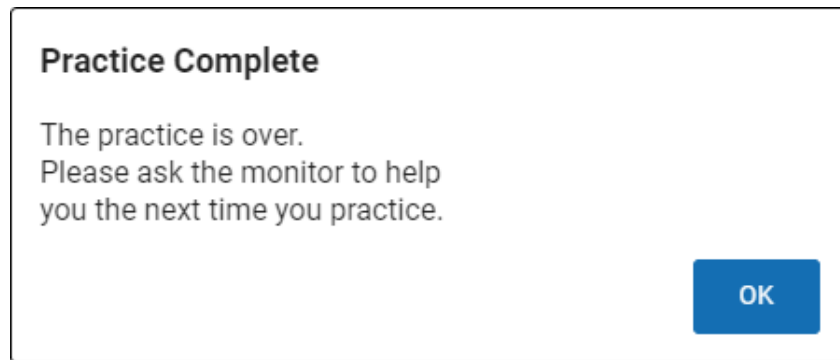 Practice Complete
The practice is over.
Please ask the monitor to help
you the next time you practice.
OK